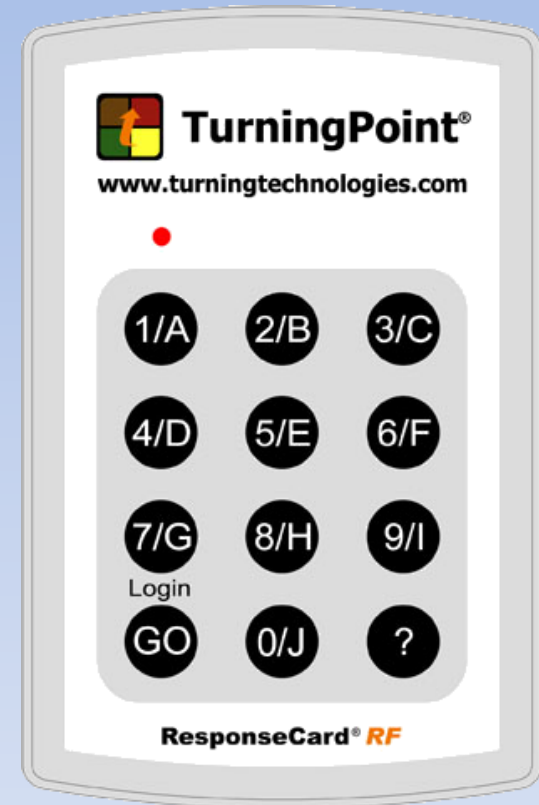 t TurningPoint®
www.turningtechnologies.com
1/A 2/B 3/C
4/D 5/E 6/F
7/G 8/H 9/I
Login
GO 0/J ?
ResponseCard® RF